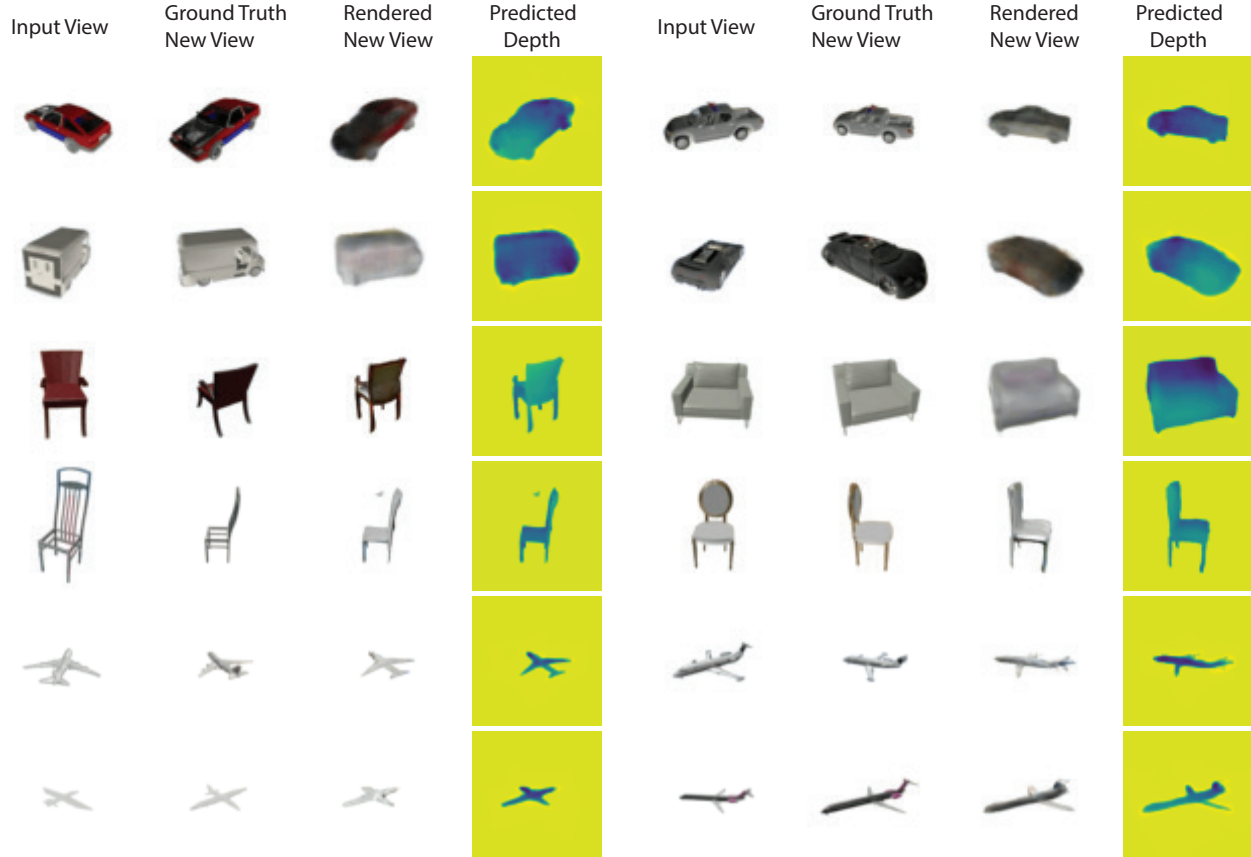 Input View
Ground Truth
New View
Rendered
New View
Predicted
Depth
Input View
Ground Truth
New View
Rendered
New View
Predicted
Depth